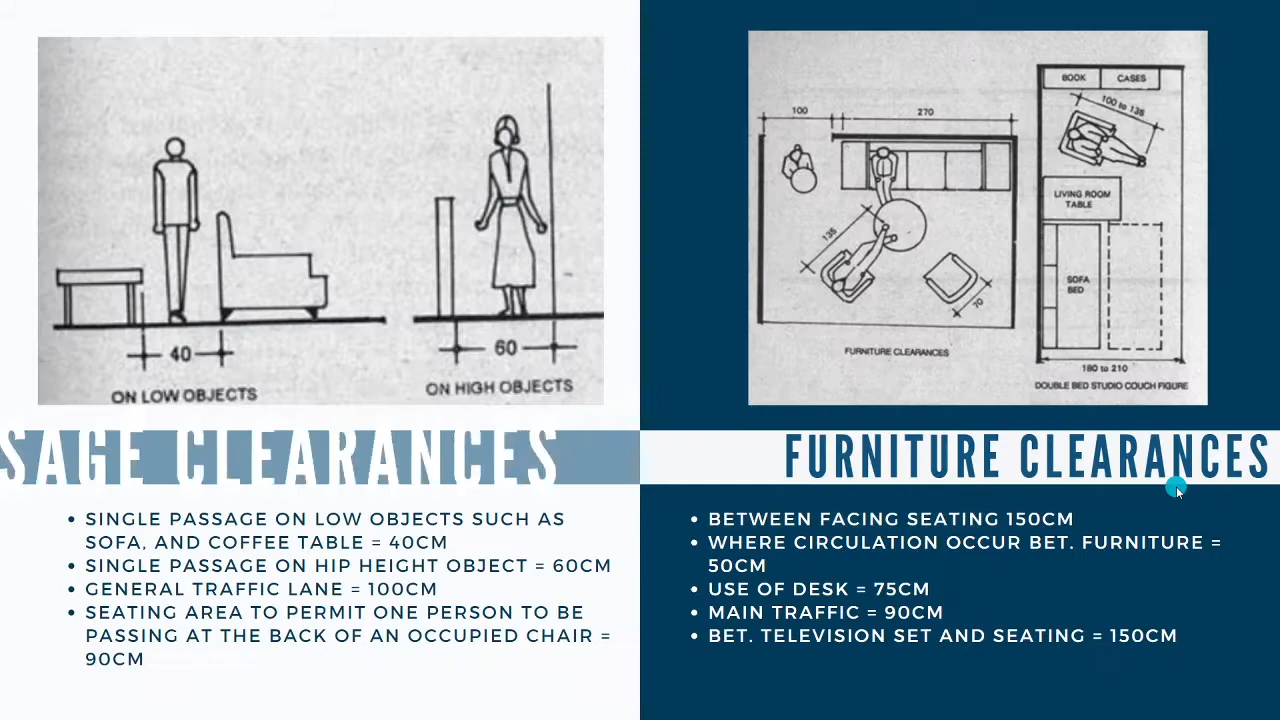 40
ON LOW OBJECTS
60
ON HIGH OBJECTS
SAGE CLEARANCES
• SINGLE PASSAGE ON LOW OBJECTS SUCH AS
SOFA, AND COFFEE TABLE = 40CM
• SINGLE PASSAGE ON HIP HEIGHT OBJECT = 60CM
• GENERAL TRAFFIC LANE = 100CM
• SEATING AREA TO PERMIT ONE PERSON TO BE
PASSING AT THE BACK OF AN OCCUPIED CHAIR =
90CM
100
270
135
70
FURNITURE CLEARANCES
BOOK CASES
100 to 135
LIVING ROOM
TABLE
SOFA
BED
180 to 210
DOUBLE BED STUDIO COUCH FIGURE
FURNITURE CLEARANCES
• BETWEEN FACING SEATING 150CM
• WHERE CIRCULATION OCCUR BET. FURNITURE =
50CM
• USE OF DESK = 75CM
• MAIN TRAFFIC = 90CM
• BET. TELEVISION SET AND SEATING = 150CM